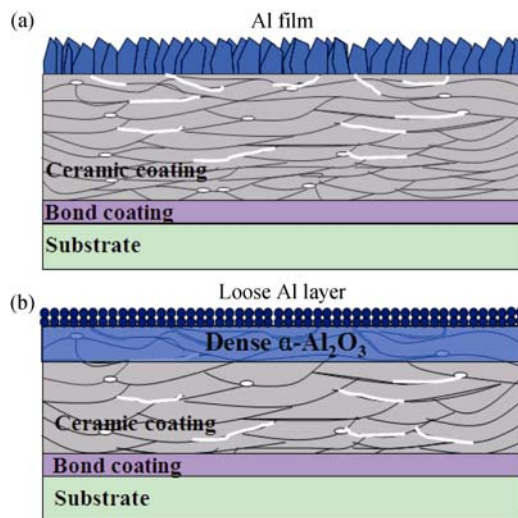 (a)
Al film
Ceramic coating
Bond coating
Substrate
(b)
Loose Al layer
Dense α-Al₂O₃
Ceramic coating
Bond coating
Substrate